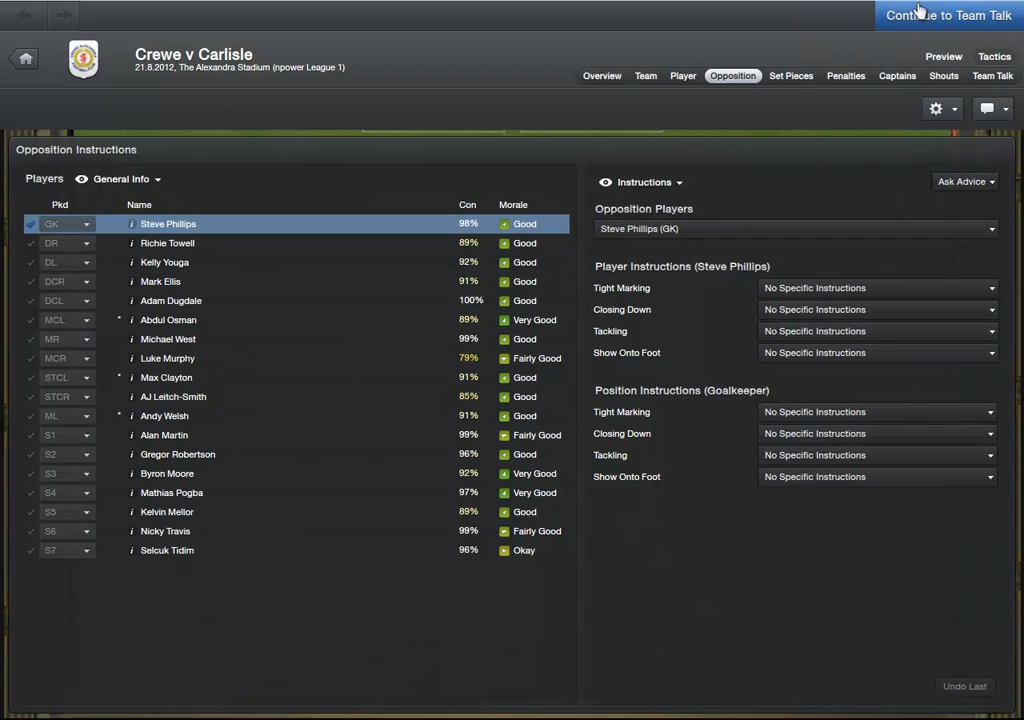 Continue to Team Talk
Crewe v Carlisle
21.8.2012, The Alexandra Stadium (npower League 1)
Preview Tactics
Overview Team Player Opposition Set Pieces Penalties Captains Shouts Team Talk
Opposition Instructions
Players General Info
Pkd Name Con Morale
GK i Steve Phillips 98% Good
DR i Richie Towell 89% Good
DL i Kelly Youga 92% Good
DCR i Mark Ellis 91% Good
DCL i Adam Dugdale 100% Good
MCL * i Abdul Osman 89% Very Good
MR i Michael West 99% Good
MCR i Luke Murphy 79% Fairly Good
STCL * i Max Clayton 91% Good
STCR i AJ Leitch-Smith 85% Good
ML * i Andy Welsh 91% Good
S1 i Alan Martin 99% Fairly Good
S2 i Gregor Robertson 96% Good
S3 i Byron Moore 92% Very Good
S4 i Mathias Pogba 97% Very Good
S5 i Kelvin Mellor 89% Good
S6 i Nicky Travis 99% Fairly Good
S7 i Selcuk Tidim 96% Okay
Instructions Ask Advice
Opposition Players
Steve Phillips (GK)
Player Instructions (Steve Phillips)
Tight Marking No Specific Instructions
Closing Down No Specific Instructions
Tackling No Specific Instructions
Show Onto Foot No Specific Instructions
Position Instructions (Goalkeeper)
Tight Marking No Specific Instructions
Closing Down No Specific Instructions
Tackling No Specific Instructions
Show Onto Foot No Specific Instructions
Undo Last